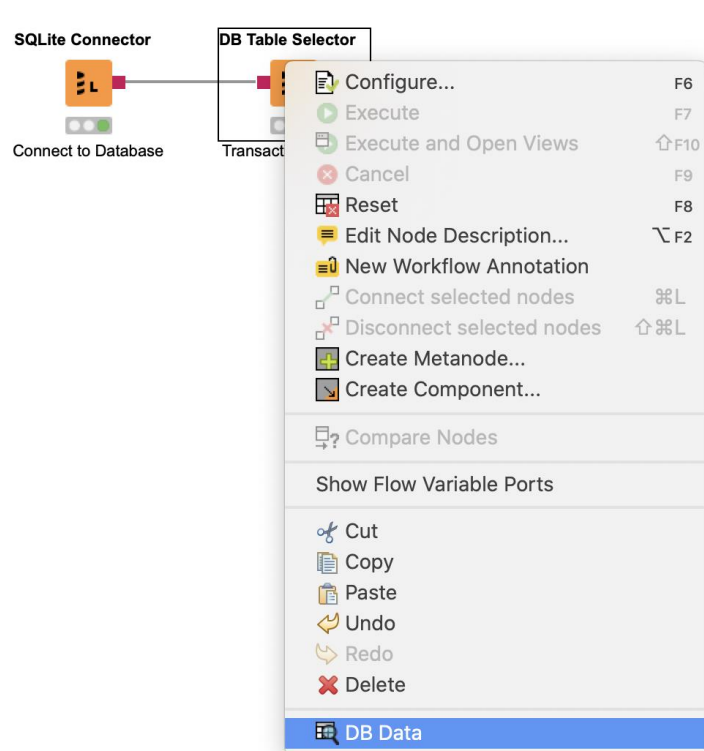 SQLite Connector
DB Table Selector
L
Connect to Database
Transact
Configure... F6
Execute F7
Execute and Open Views ⇧F10
Cancel F9
Reset F8
Edit Node Description... ⌥F2
New Workflow Annotation
Connect selected nodes ⌘L
Disconnect selected nodes ⇧⌘L
Create Metanode...
Create Component...
? Compare Nodes
Show Flow Variable Ports
Cut
Copy
Paste
Undo
Redo
Delete
DB Data